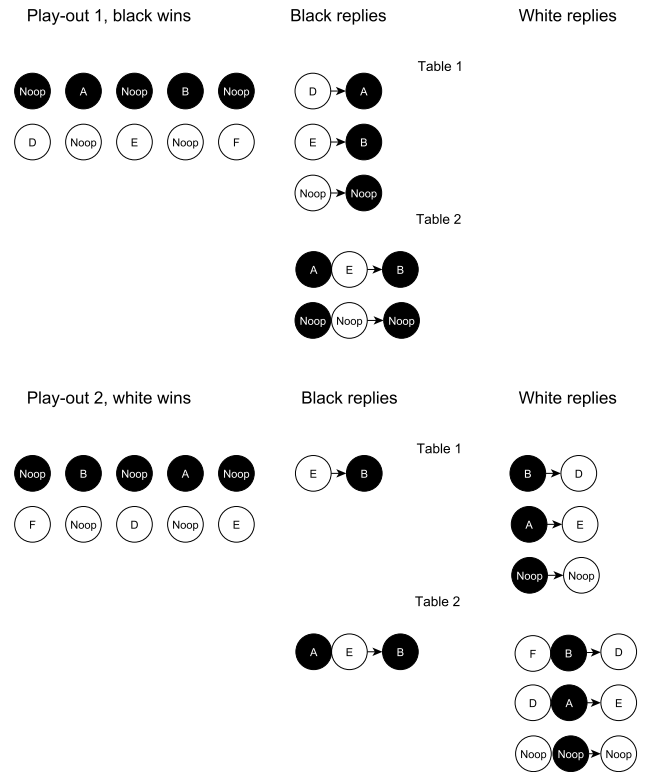 Play-out 1, black wins
Black replies
White replies
Table 1
Noop A Noop B Noop
D Noop E Noop F
D A
E B
Noop Noop
Table 2
A E B
Noop Noop Noop
Play-out 2, white wins
Black replies
White replies
Table 1
Noop B Noop A Noop
F Noop D Noop E
E B
B D
A E
Noop Noop
Table 2
A E B
F B D
D A E
Noop Noop Noop